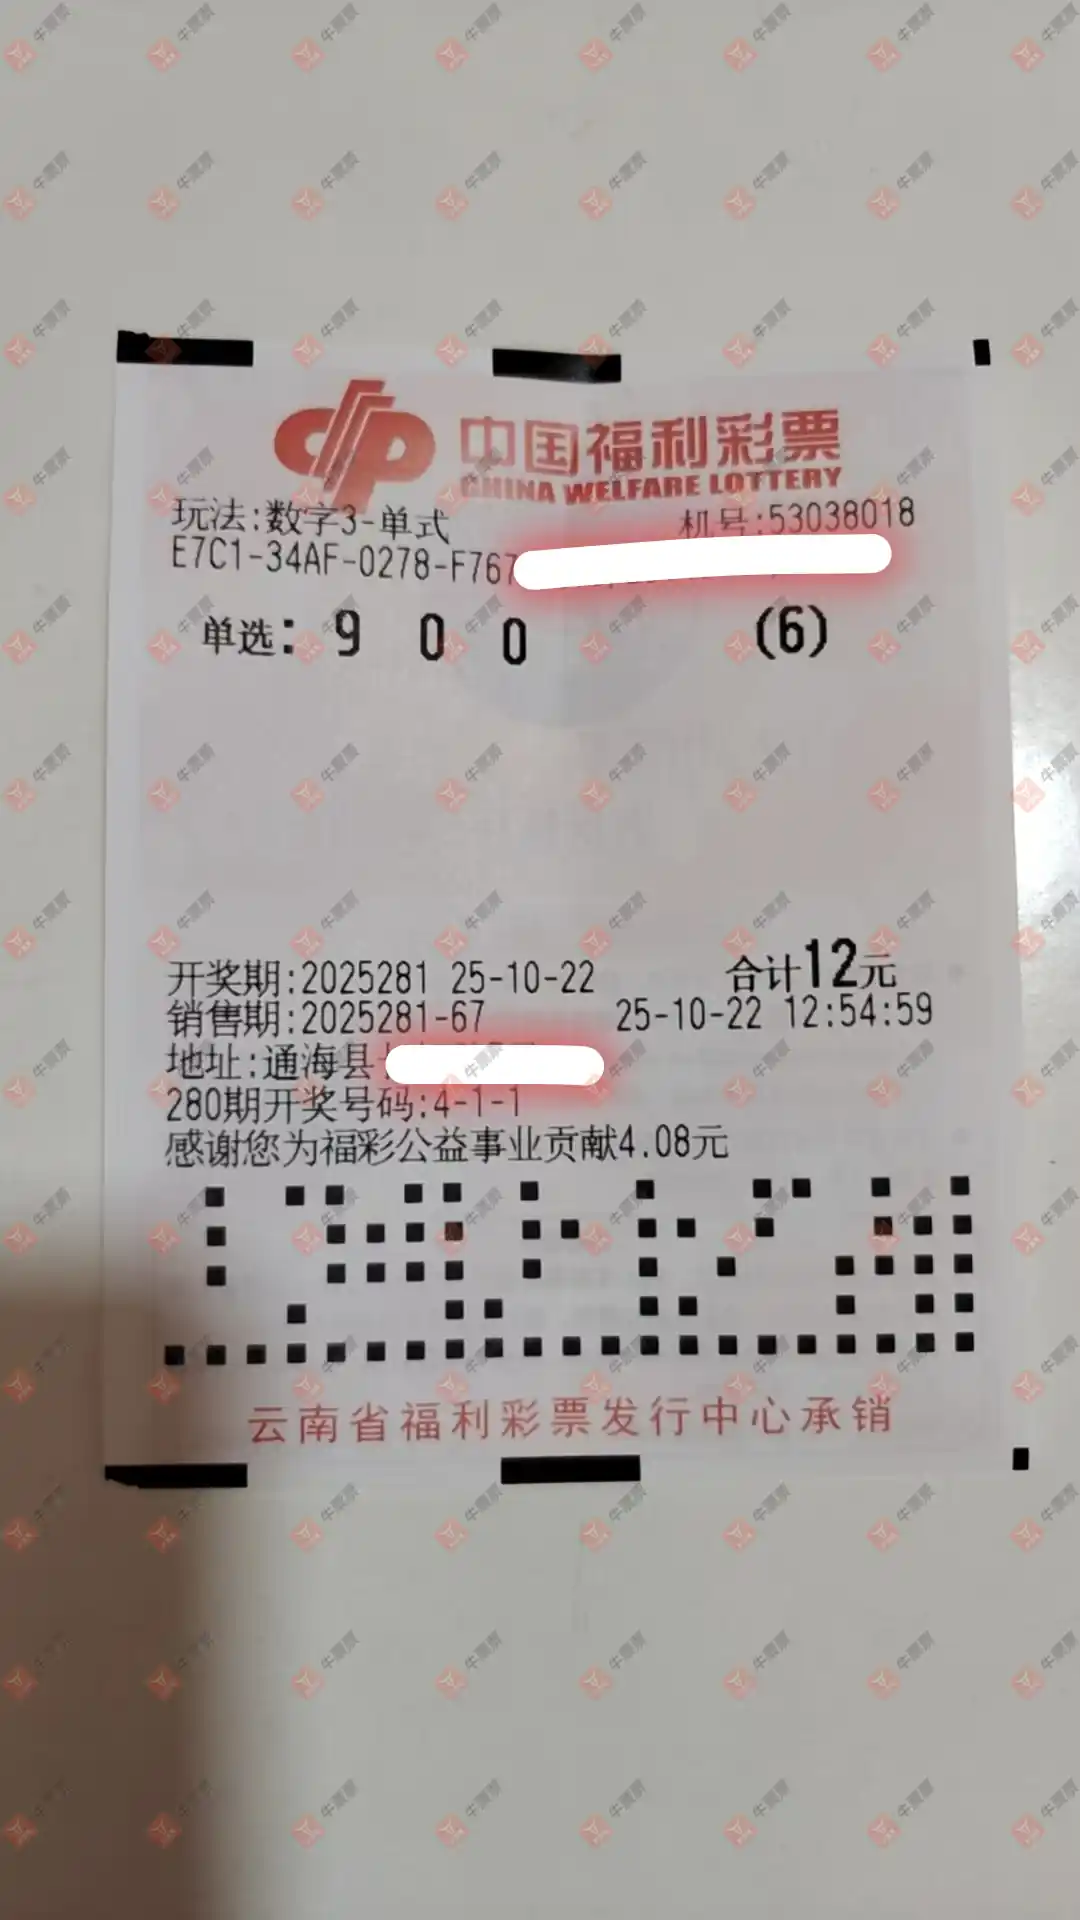 中国福利彩票
CHINA WELFARE LOTTERY
玩法:数字3-单式 机号:53038018
E7C1-34AF-0278-F767
单选: 9 0 0 (6)
开奖期:2025281 25-10-22 合计12元
销售期:2025281-67 25-10-22 12:54:59
地址:通海县
280期开奖号码:4-1-1
感谢您为福彩公益事业贡献4.08元
云南省福利彩票发行中心承销